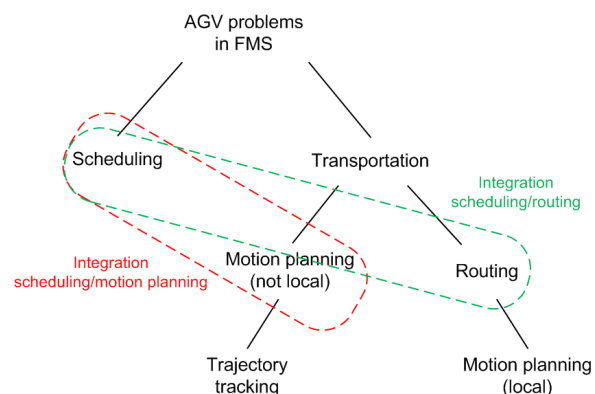 AGV problems
in FMS
Scheduling
Transportation
Integration
scheduling/routing
Integration
scheduling/motion planning
Motion planning
(not local)
Routing
Trajectory
tracking
Motion planning
(local)